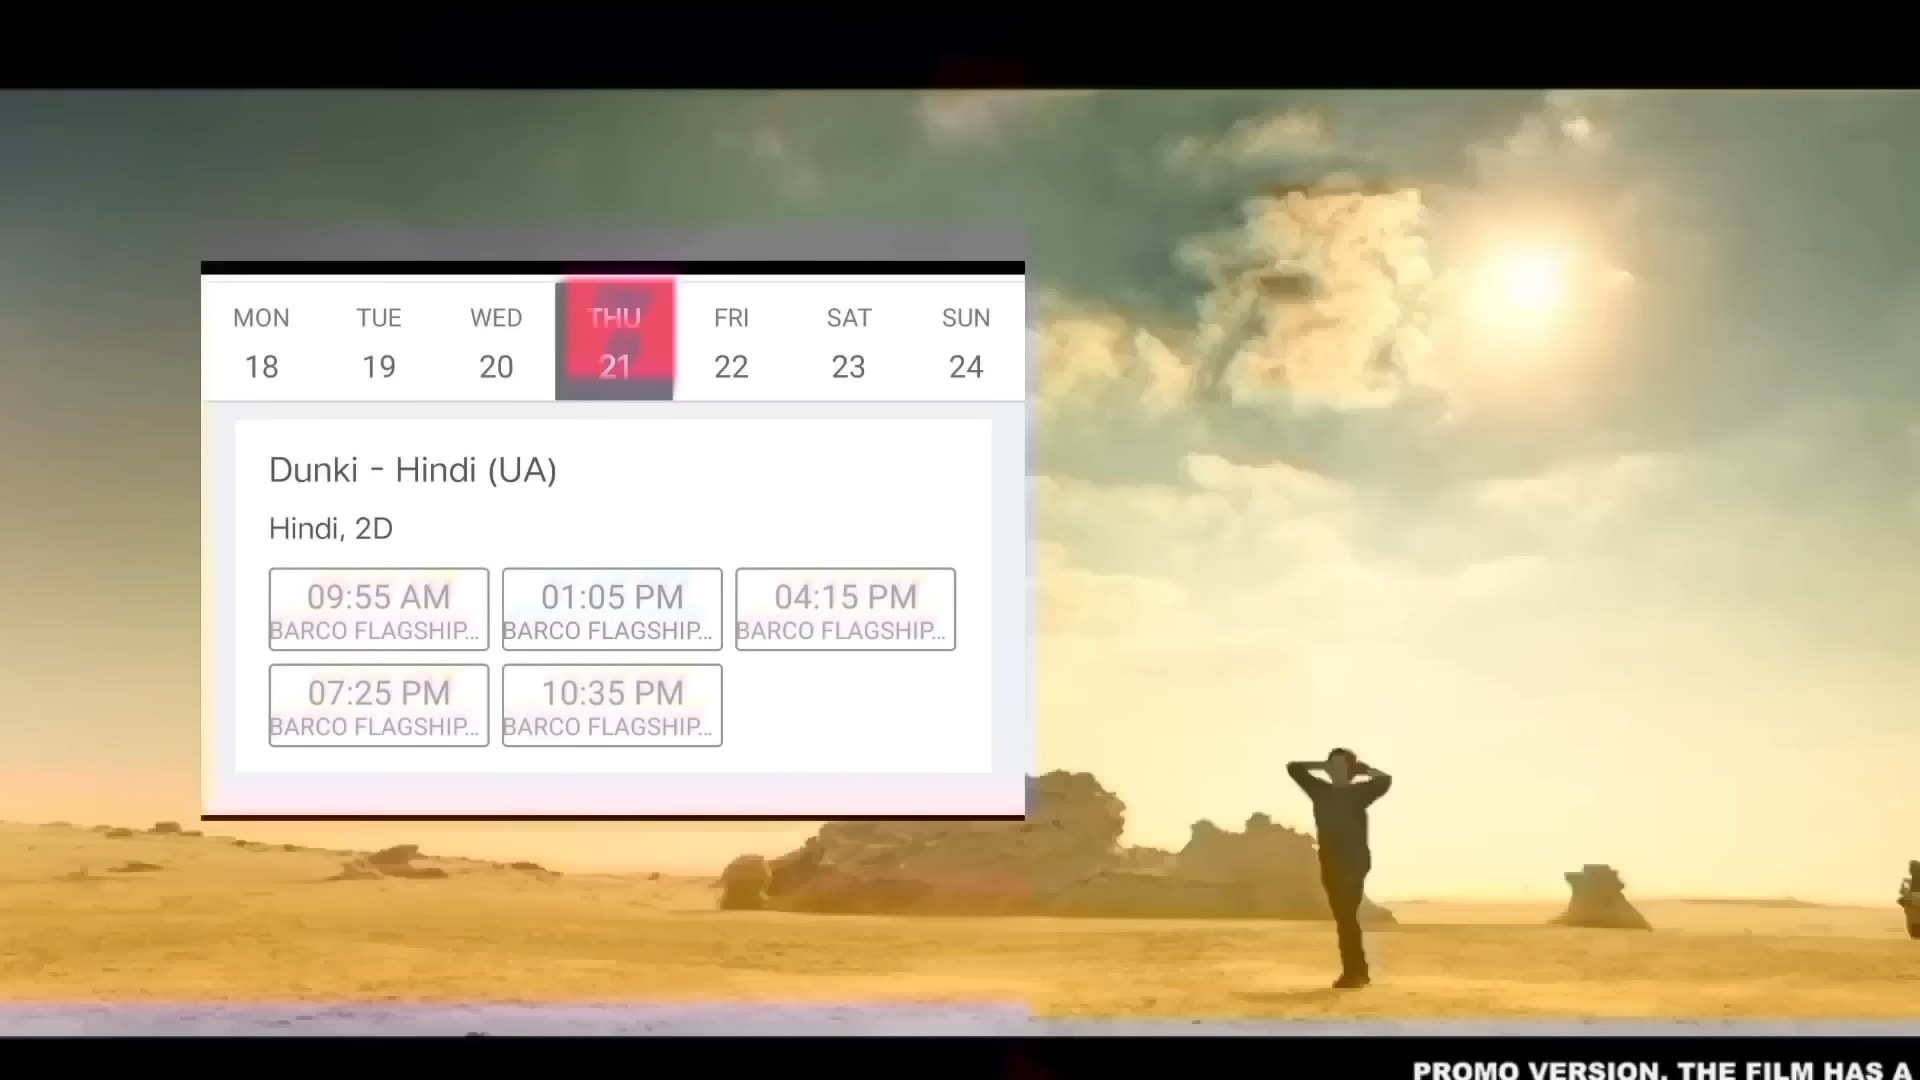 MON TUE WED THU FRI SAT SUN
18 19 20 21 22 23 24
Dunki - Hindi (UA)
Hindi, 2D
09:55 AM 01:05 PM 04:15 PM
BARCO FLAGSHIP... BARCO FLAGSHIP... BARCO FLAGSHIP...
07:25 PM 10:35 PM
BARCO FLAGSHIP... BARCO FLAGSHIP...
PROMO VERSION. THE FILM HAS A